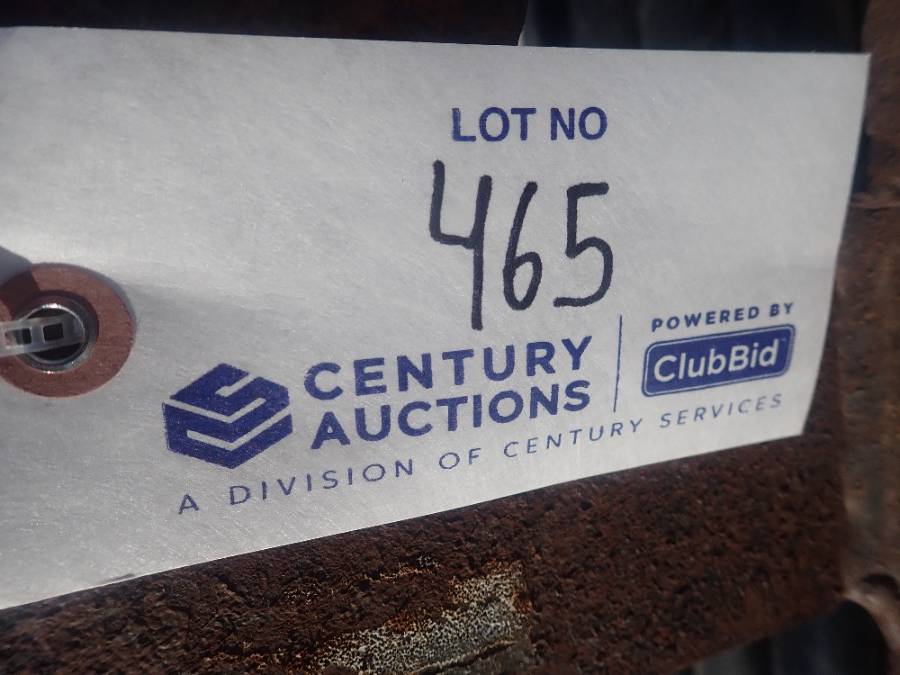 LOT NO
465
CENTURY
AUCTIONS
A DIVISION OF CENTURY SERVICES
POWERED BY
ClubBid